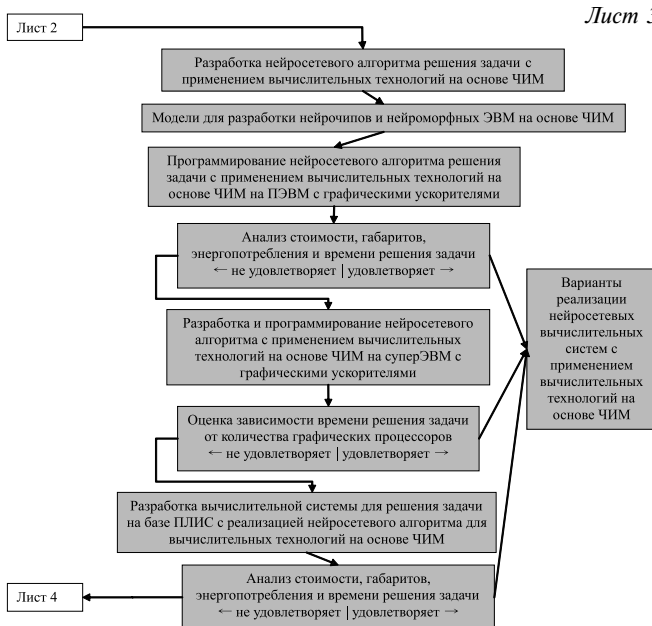 Лист 3
Лист 2
Разработка нейросетевого алгоритма решения задачи с
применением вычислительных технологий на основе ЧИМ
Модели для разработки нейрочипов и нейроморфных ЭВМ на основе ЧИМ
Программирование нейросетевого алгоритма решения
задачи с применением вычислительных технологий на
основе ЧИМ на ПЭВМ с графическими ускорителями
Анализ стоимости, габаритов,
энергопотребления и времени решения задачи
← не удовлетворяет | удовлетворяет →
Варианты
реализации
нейросетевых
вычислительных
систем с
применением
вычислительных
технологий на
основе ЧИМ
Разработка и программирование нейросетевого
алгоритма с применением вычислительных
технологий на основе ЧИМ на суперЭВМ с
графическими ускорителями
Оценка зависимости времени решения задачи
от количества графических процессоров
← не удовлетворяет | удовлетворяет →
Разработка вычислительной системы для решения задачи
на базе ПЛИС с реализацией нейросетевого алгоритма для
вычислительных технологий на основе ЧИМ
Анализ стоимости, габаритов,
энергопотребления и времени решения задачи
← не удовлетворяет | удовлетворяет →
Лист 4